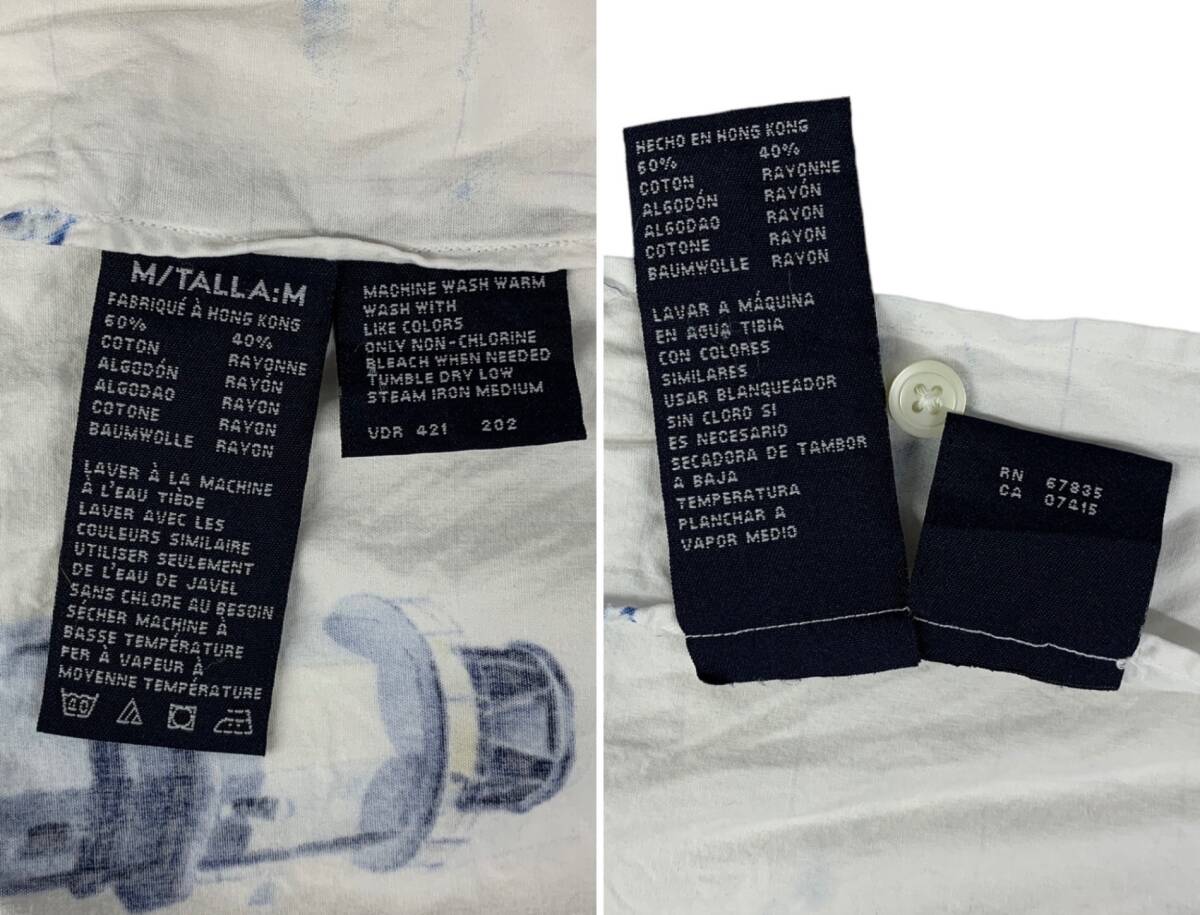 M/TALLA:M
FABRIQUÉ À HONG KONG
60% 40%
COTON RAYONNE
ALGODÓN RAYON
ALGODAO RAYON
COTONE RAYON
BAUMWOLLE RAYON
LAVER À LA MACHINE
À L'EAU TIÈDE
LAVER AVEC LES
COULEURS SIMILAIRE
UTILISER SEULEMENT
DE L'EAU DE JAVEL
SANS CHLORE AU BESOIN
SÉCHER MACHINE À
BASSE TEMPÉRATURE
FER À VAPEUR À
MOYENNE TEMPÉRATURE
40
MACHINE WASH WARM
WASH WITH
LIKE COLORS
ONLY NON-CHLORINE
BLEACH WHEN NEEDED
TUMBLE DRY LOW
STEAM IRON MEDIUM
VDR 421 202
HECHO EN HONG KONG
60% 40%
COTON RAYONNE
ALGODÓN RAYÓN
ALGODAO RAYON
COTONE RAYON
BAUMWOLLE RAYON
LAVAR A MÁQUINA
EN AGUA TIBIA
CON COLORES
SIMILARES
USAR BLANQUEADOR
SIN CLORO SI
ES NECESARIO
SECADORA DE TAMBOR
A BAJA
TEMPERATURA
PLANCHAR A
VAPOR MEDIO
RN 67835
CA 07215